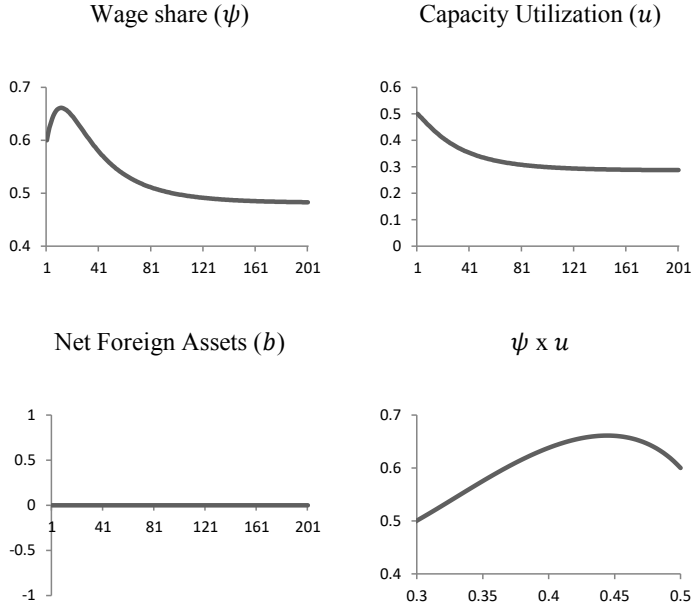 Wage share (ψ)
0.7
0.6
0.5
0.4
1 41 81 121 161 201
Capacity Utilization (u)
0.6
0.5
0.4
0.3
0.2
0.1
0
1 41 81 121 161 201
Net Foreign Assets (b)
1
0.5
0
-0.5
-1
1 41 81 121 161 201
ψ x u
0.7
0.6
0.5
0.4
0.3 0.35 0.4 0.45 0.5